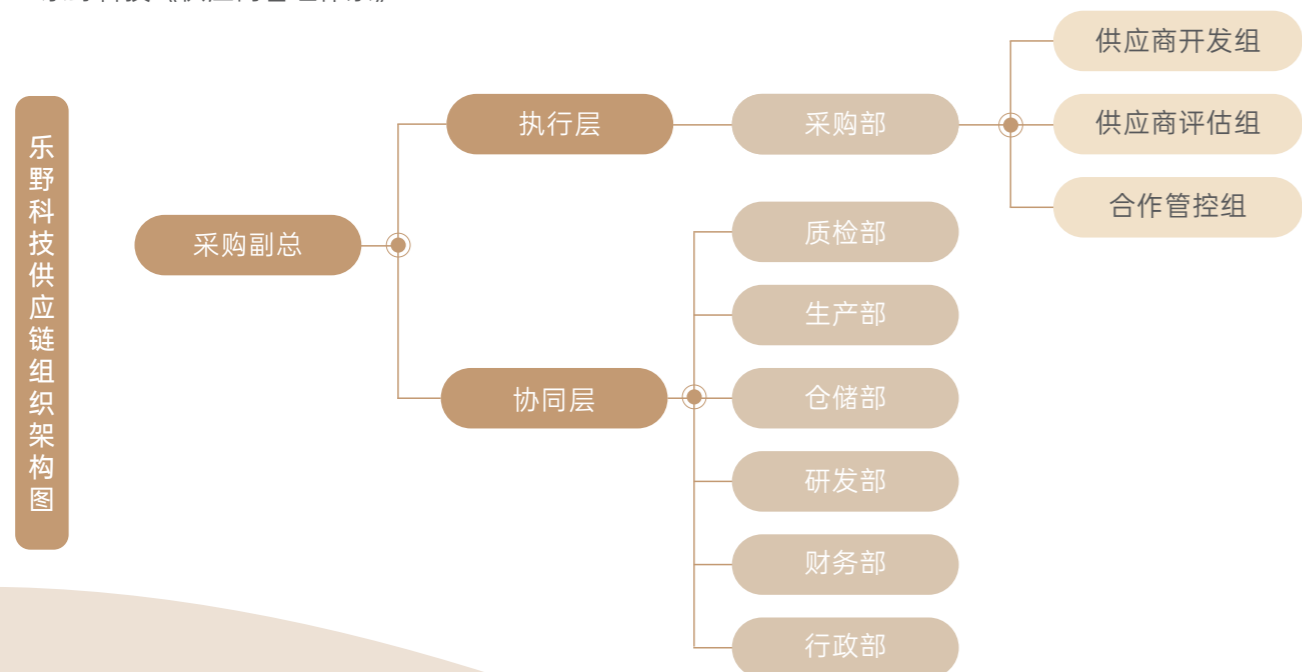 乐野科技供应链组织架构图
采购副总
执行层
采购部
供应商开发组
供应商评估组
合作管控组
协同层
质检部
生产部
仓储部
研发部
财务部
行政部